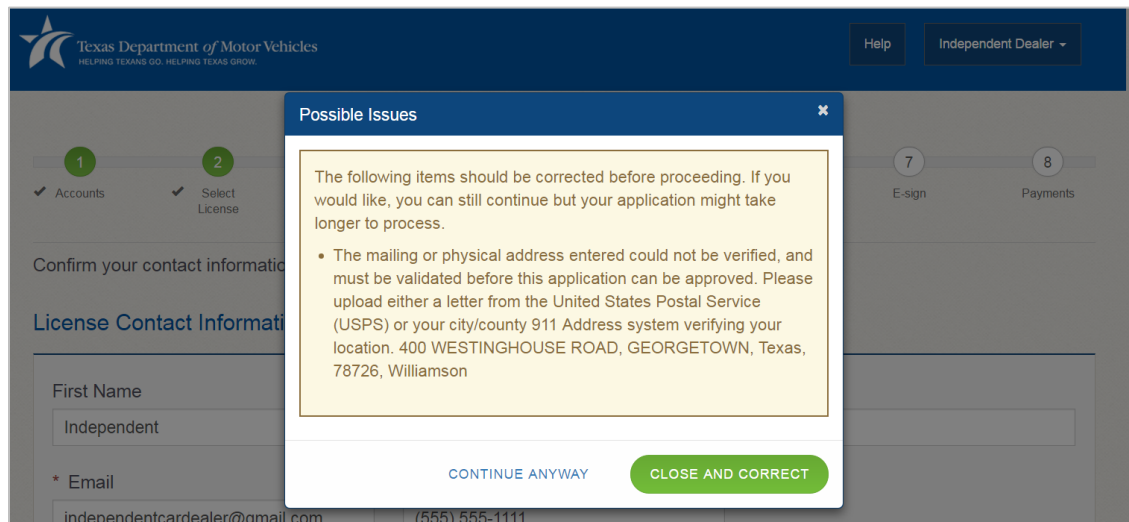 Texas Department of Motor Vehicles
HELPING TEXANS GO. HELPING TEXAS GROW.
Help
Independent Dealer
Possible Issues
×
The following items should be corrected before proceeding. If you
would like, you can still continue but your application might take
longer to process.
• The mailing or physical address entered could not be verified, and
must be validated before this application can be approved. Please
upload either a letter from the United States Postal Service
(USPS) or your city/county 911 Address system verifying your
location. 400 WESTINGHOUSE ROAD, GEORGETOWN, Texas,
78726, Williamson
CONTINUE ANYWAY
CLOSE AND CORRECT
1
Accounts
2
Select
License
7
E-sign
8
Payments
Confirm your contact informatio
License Contact Informati
First Name
Independent
* Email
independentcardealer@gmail.com
(555) 555-1111